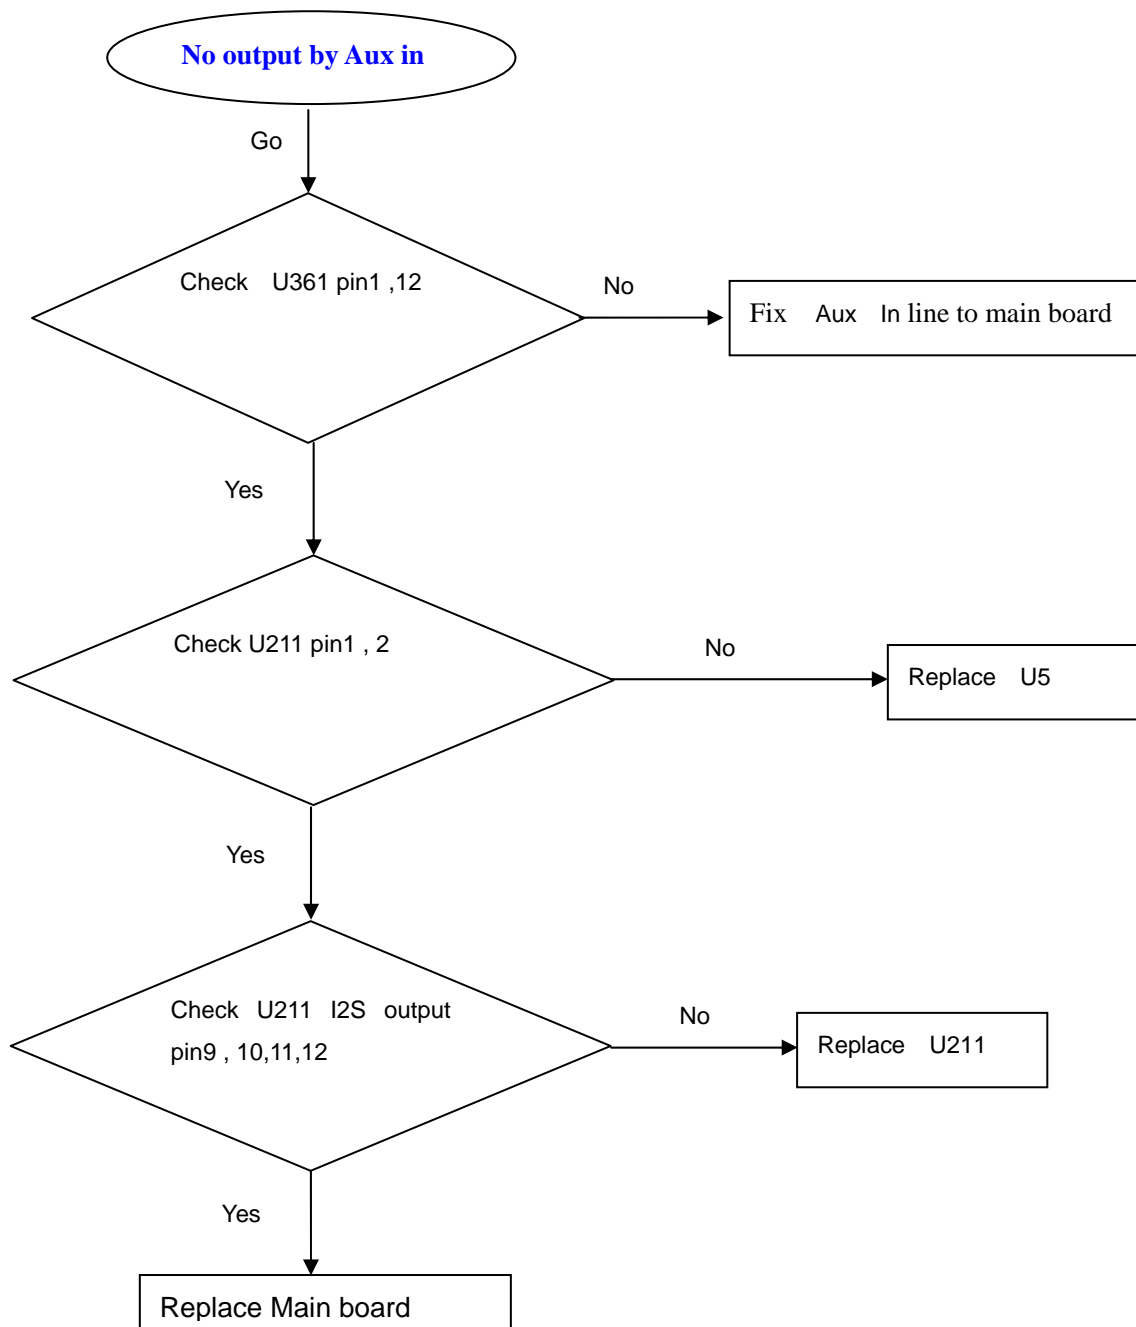 No output by Aux in
Go
Check U361 pin1 ,12
No
Fix Aux In line to main board
Yes
Check U211 pin1 , 2
No
Replace U5
Yes
Check U211 I2S output
pin9 , 10,11,12
No
Replace U211
Yes
Replace Main board